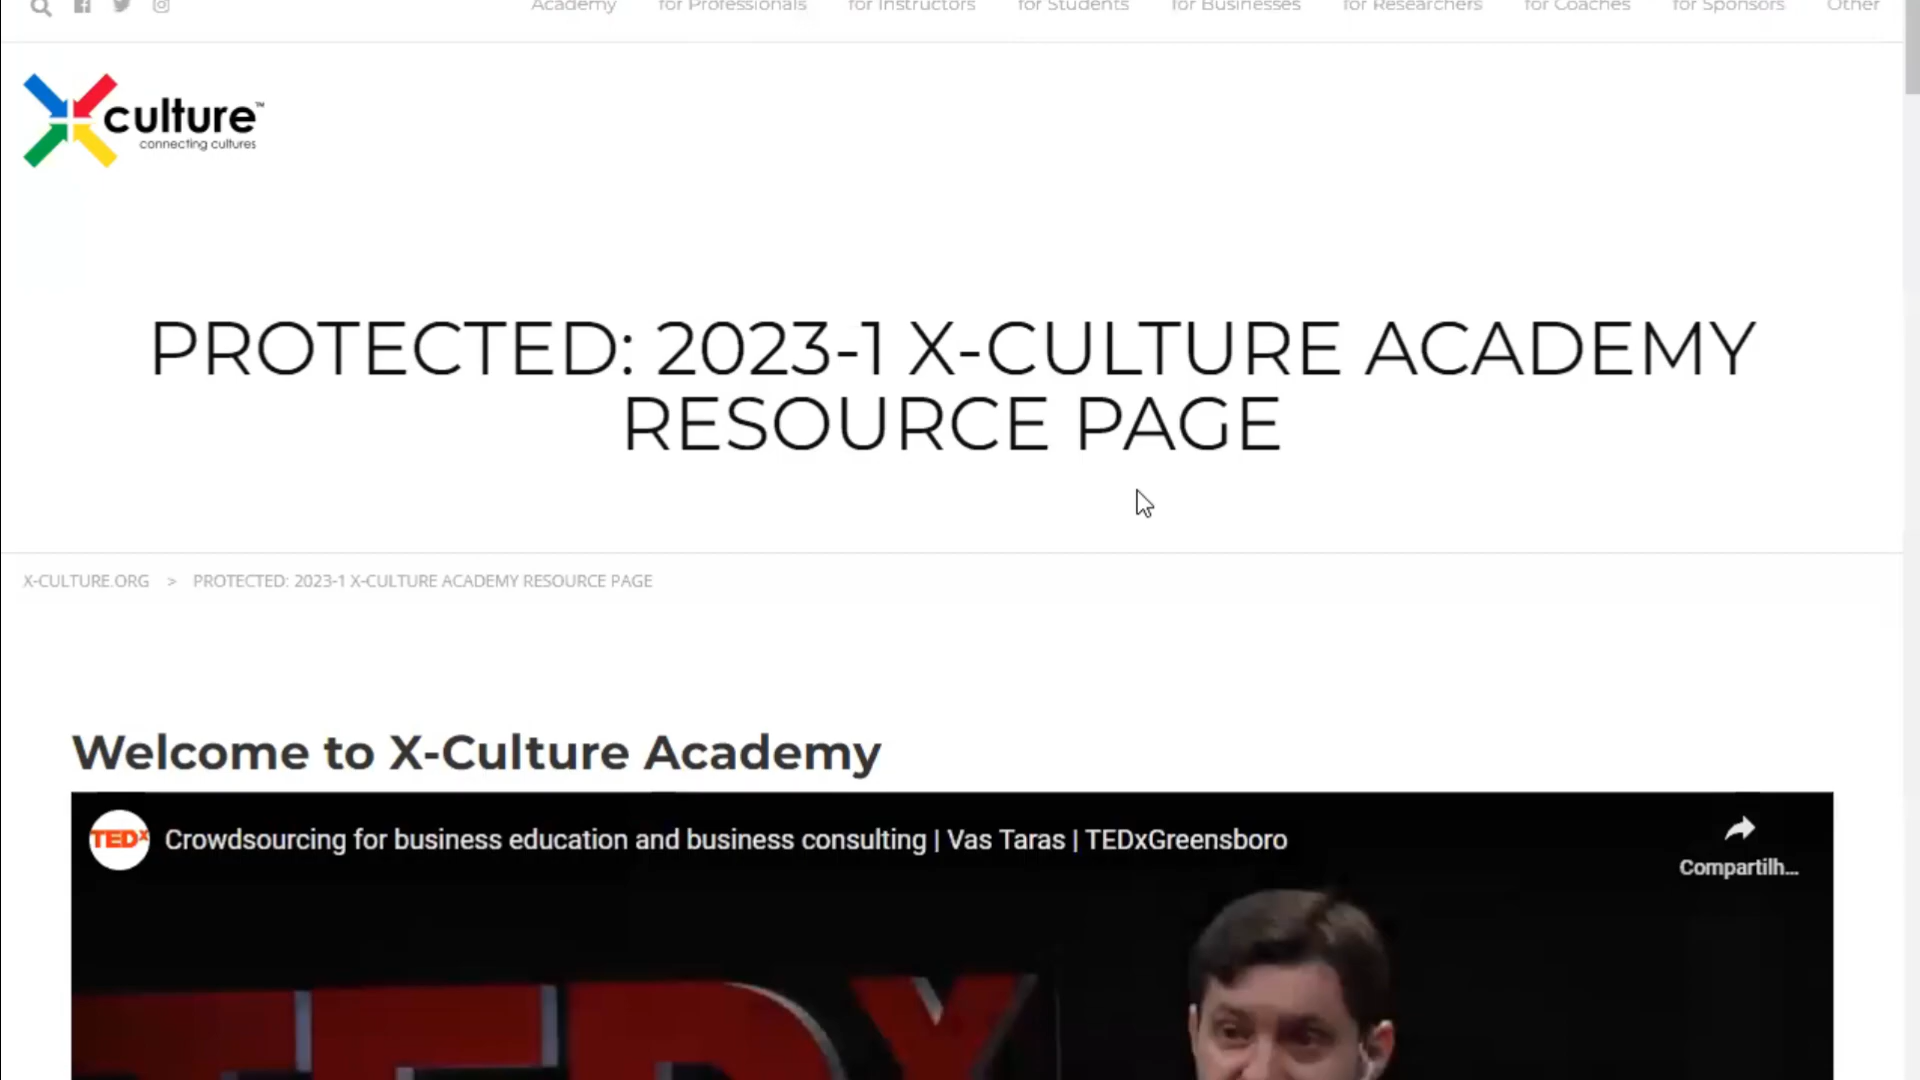 Academy for Professionals for Instructors for Students for Businesses for Researchers for Coaches for Sponsors Other
culture™
connecting cultures
PROTECTED: 2023-1 X-CULTURE ACADEMY
RESOURCE PAGE
X-CULTURE.ORG > PROTECTED: 2023-1 X-CULTURE ACADEMY RESOURCE PAGE
Welcome to X-Culture Academy
TEDx Crowdsourcing for business education and business consulting | Vas Taras | TEDxGreensboro
Compartilh...
TEDx